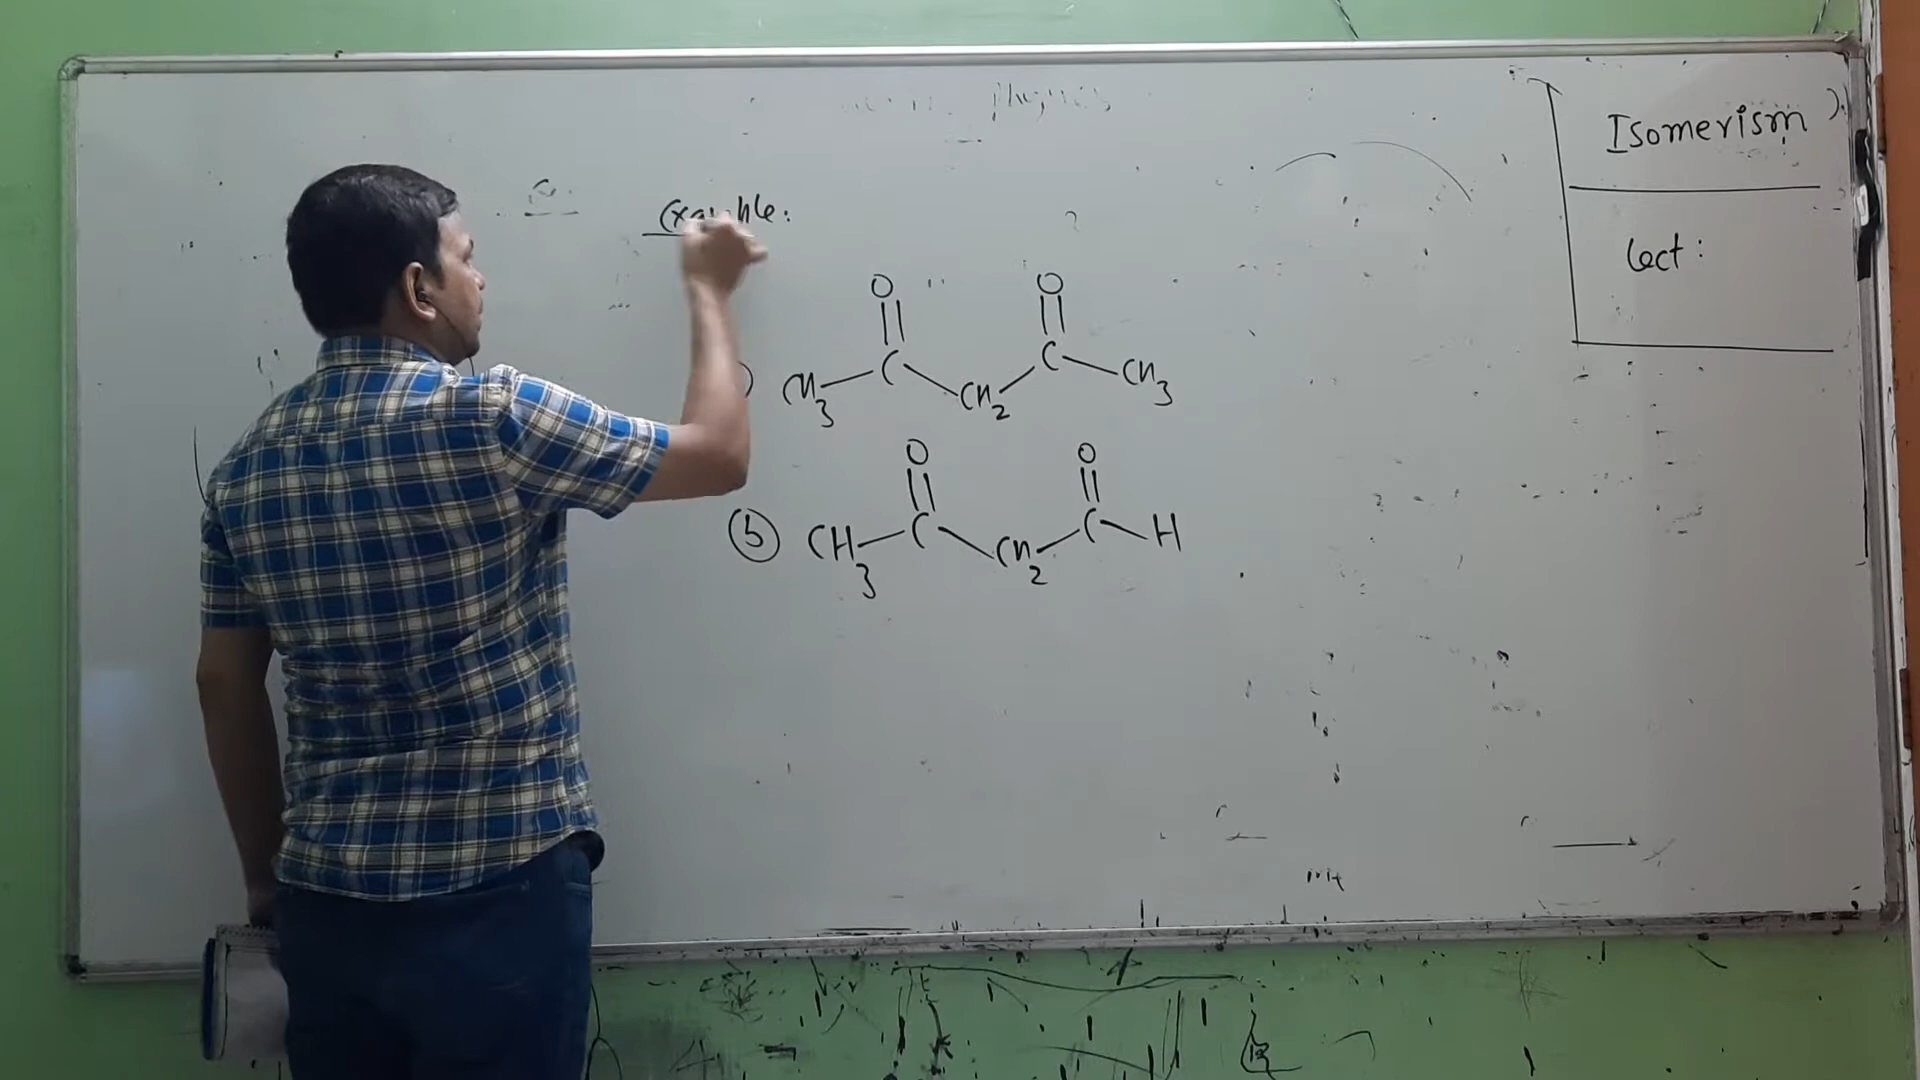 physics
Isomerism
Lect:
Example:
O O
|| ||
CH3 — C — CH2 — C — CH3
O O
|| ||
(b) CH3 — C — CH2 — C — H